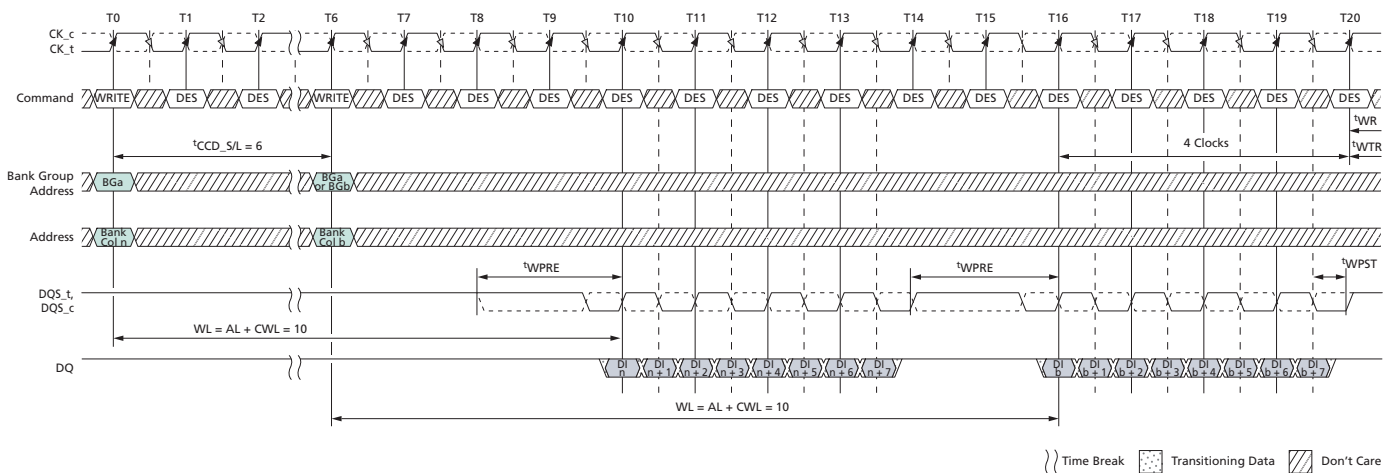 T0 T1 T2 T6 T7 T8 T9 T10 T11 T12 T13 T14 T15 T16 T17 T18 T19 T20
CK_c
CK_t
Command WRITE DES DES WRITE DES DES DES DES DES DES DES DES DES DES DES DES DES DES
tWR
tCCD_S/L = 6
4 Clocks
tWTR
Bank Group
Address
BGa
BGa
or BGb
Address
Bank
Col n
Bank
Col b
tWPRE
tWPRE
tWPST
DQS_t,
DQS_c
WL = AL + CWL = 10
DQ
DI
n
DI
n + 1
DI
n + 2
DI
n + 3
DI
n + 4
DI
n + 5
DI
n + 6
DI
n + 7
DI
b
DI
b + 1
DI
b + 2
DI
b + 3
DI
b + 4
DI
b + 5
DI
b + 6
DI
b + 7
WL = AL + CWL = 10
Time Break Transitioning Data Don't Care